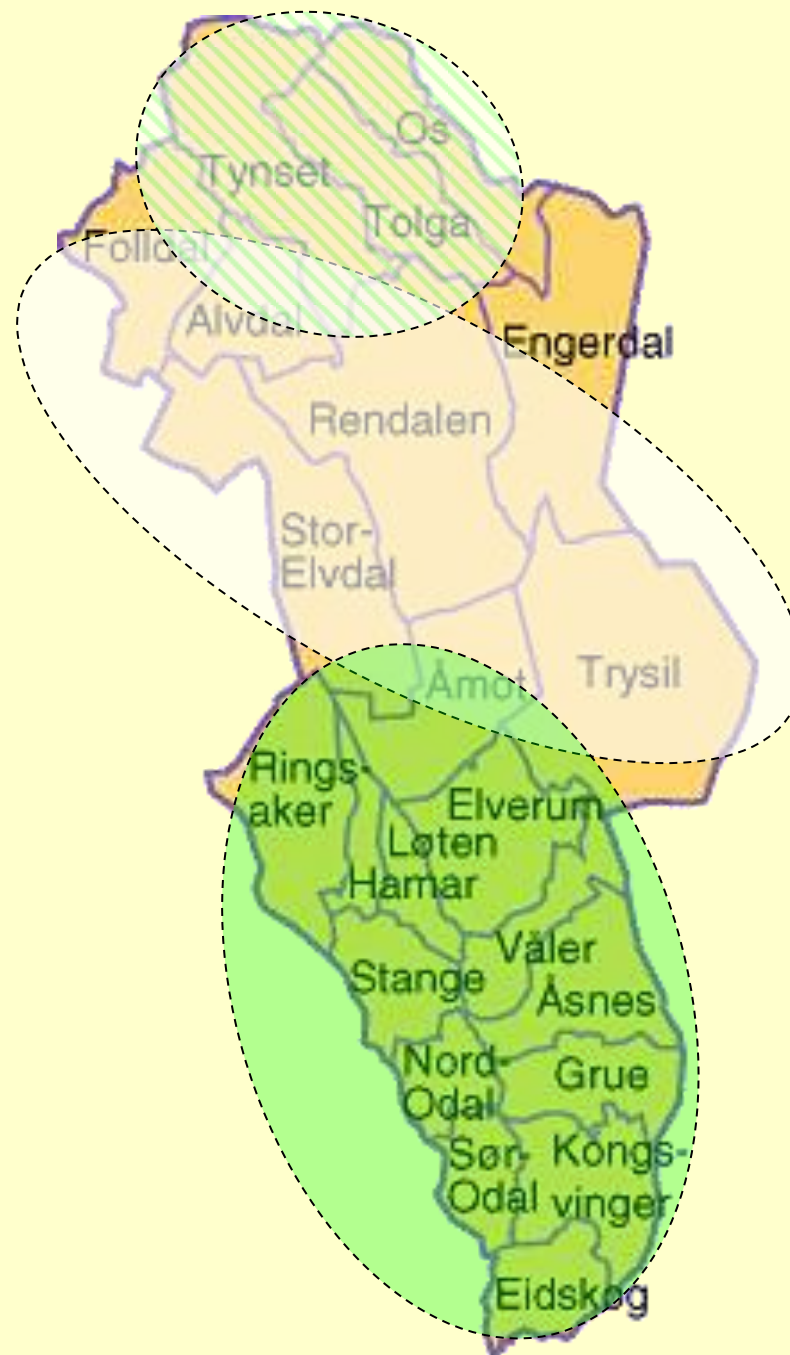 Os
Tynset
Tolga
Folldal
Alvdal
Engerdal
Rendalen
Stor-
Elvdal
Trysil
Åmot
Rings-
aker
Elverum
Løten
Hamar
Våler
Stange
Åsnes
Nord-
Odal
Grue
Sør-
Odal
Kongs-
vinger
Eidskog